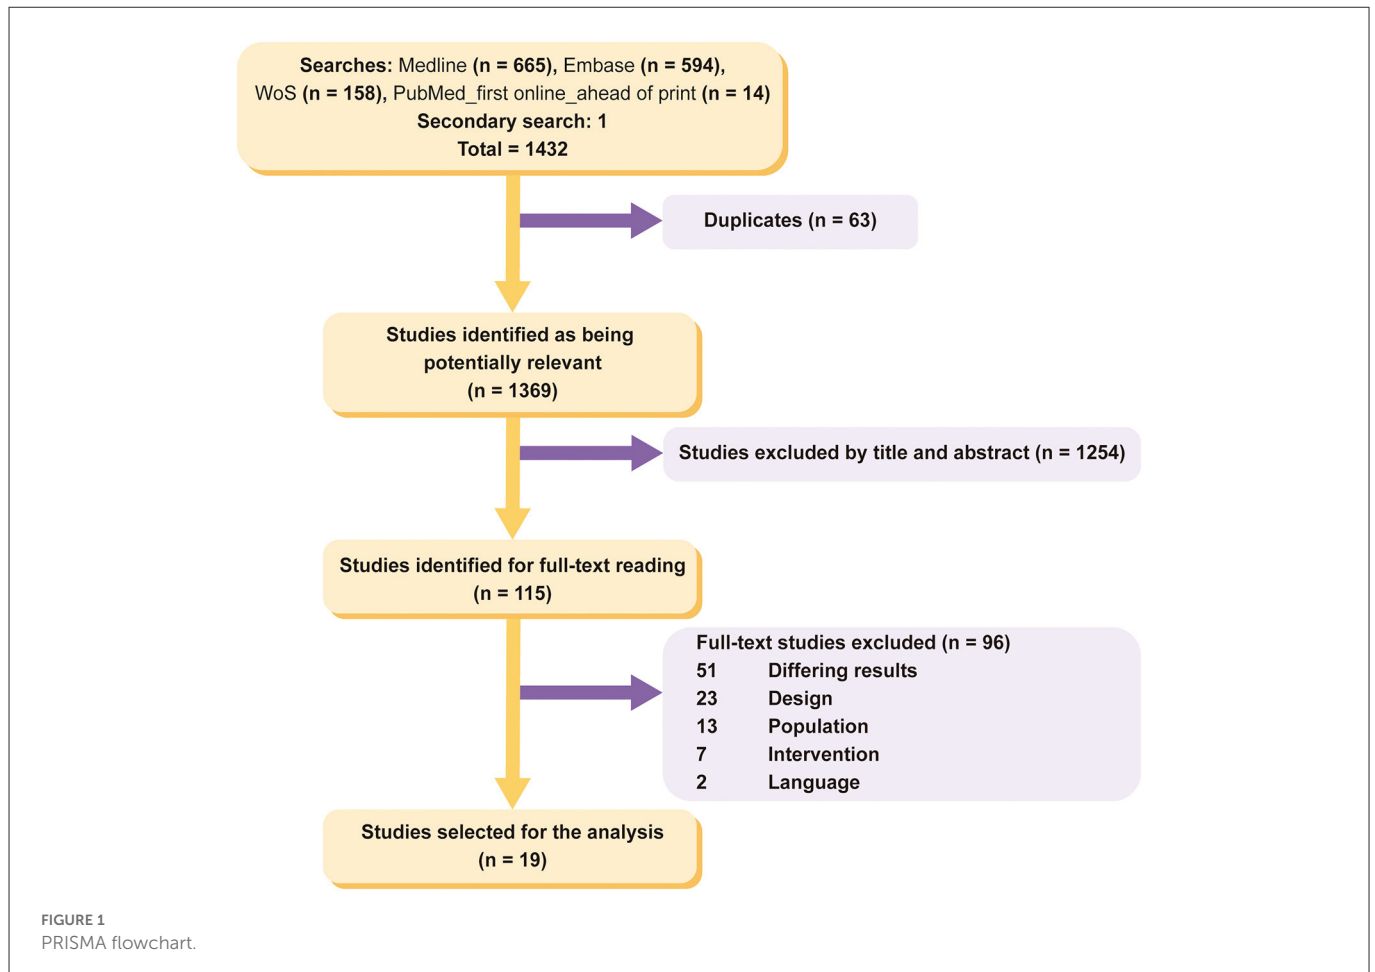 Searches: Medline (n = 665), Embase (n = 594),
WoS (n = 158), PubMed_first online_ahead of print (n = 14)
Secondary search: 1
Total = 1432
Duplicates (n = 63)
Studies identified as being
potentially relevant
(n = 1369)
Studies excluded by title and abstract (n = 1254)
Studies identified for full-text reading
(n = 115)
Full-text studies excluded (n = 96)
51 Differing results
23 Design
13 Population
7 Intervention
2 Language
Studies selected for the analysis
(n = 19)
FIGURE 1
PRISMA flowchart.